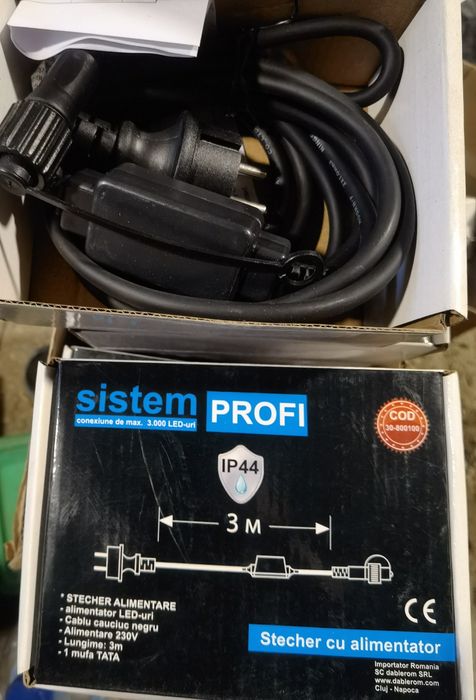 sistem PROFI
conexiune de max. 3.000 LED-uri
COD
30-800100
IP44
3 M
* STECHER ALIMENTARE
- alimentator LED-uri
- Cablu cauciuc negru
- Alimentare 230V
- Lungime: 3m
- 1 mufa TATA
CE
Stecher cu alimentator
Importator Romania
SC dablerom SRL
www.dablerom.com
Cluj - Napoca